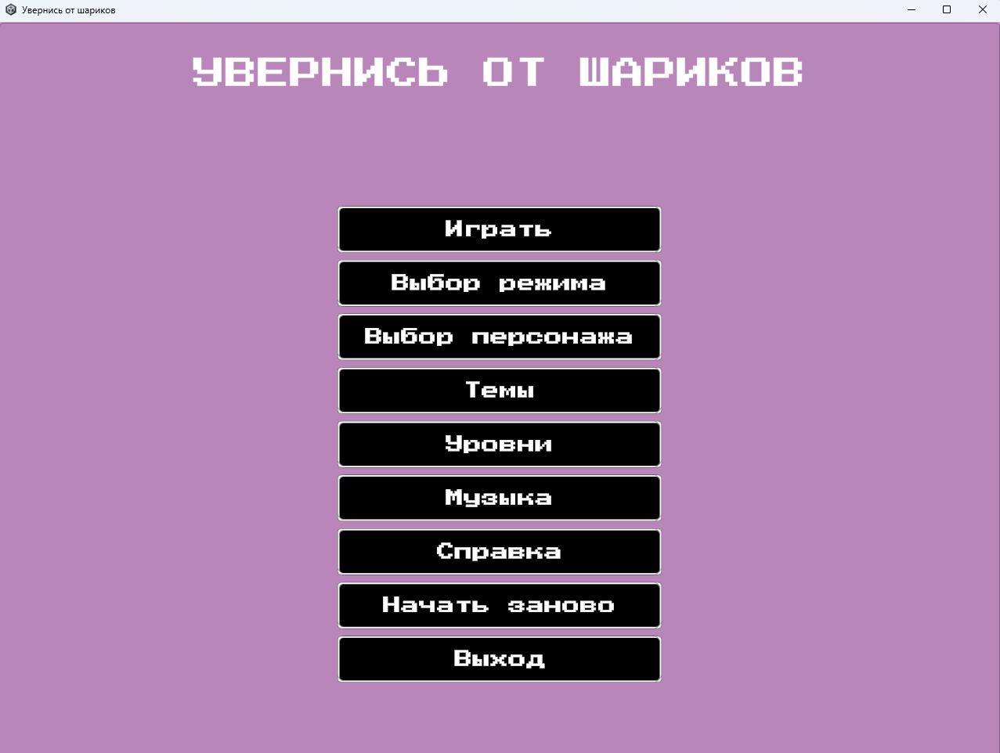 Увернись от шариков
УВЕРНИСЬ ОТ ШАРИКОВ
Играть
Выбор режима
Выбор персонажа
Темы
Уровни
Музыка
Справка
Начать заново
Выход